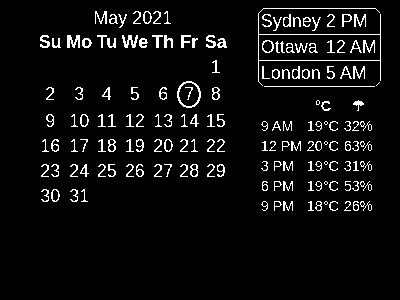 May 2021
Su Mo Tu We Th Fr Sa
1
2 3 4 5 6 7 8
9 10 11 12 13 14 15
16 17 18 19 20 21 22
23 24 25 26 27 28 29
30 31
Sydney 2 PM
Ottawa 12 AM
London 5 AM
°C
9 AM 19°C 32%
12 PM 20°C 63%
3 PM 19°C 31%
6 PM 19°C 53%
9 PM 18°C 26%